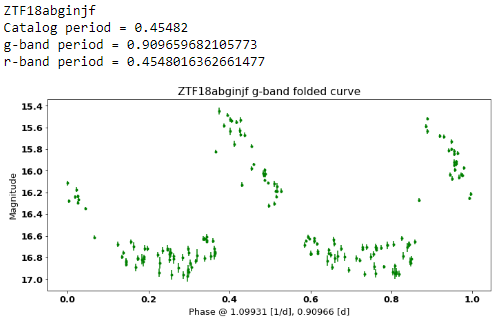 ZTF18abginjf
Catalog period = 0.45482
g-band period = 0.909659682105773
r-band period = 0.4548016362661477
ZTF18abginjf g-band folded curve
15.4
15.6
15.8
16.0
16.2
16.4
16.6
16.8
17.0
Magnitude
0.0 0.2 0.4 0.6 0.8 1.0
Phase @ 1.09931 [1/d], 0.90966 [d]